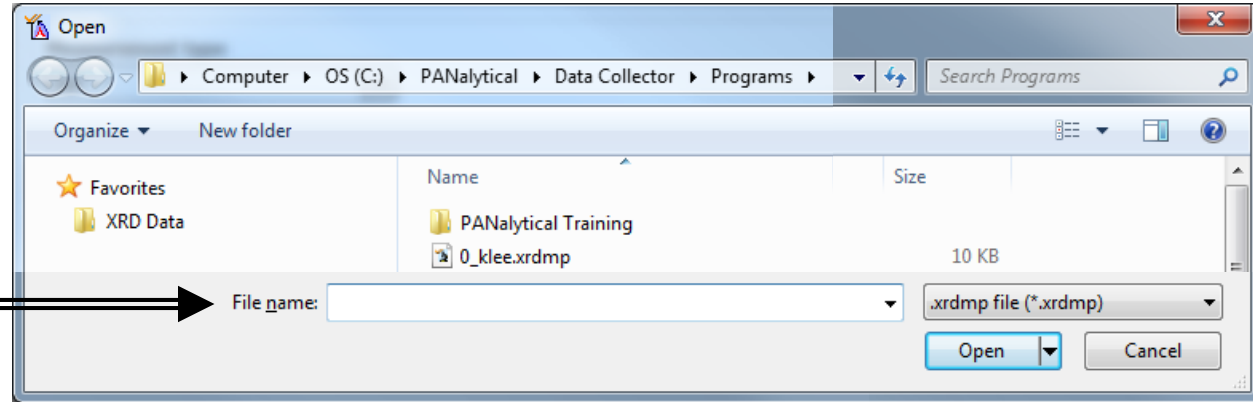 Open
Computer OS (C:) PANalytical Data Collector Programs Search Programs
Organize New folder
Name Size
Favorites
XRD Data PANalytical Training
0_klee.xrdmp 10 KB
File name: .xrdmp file (*.xrdmp)
Open Cancel